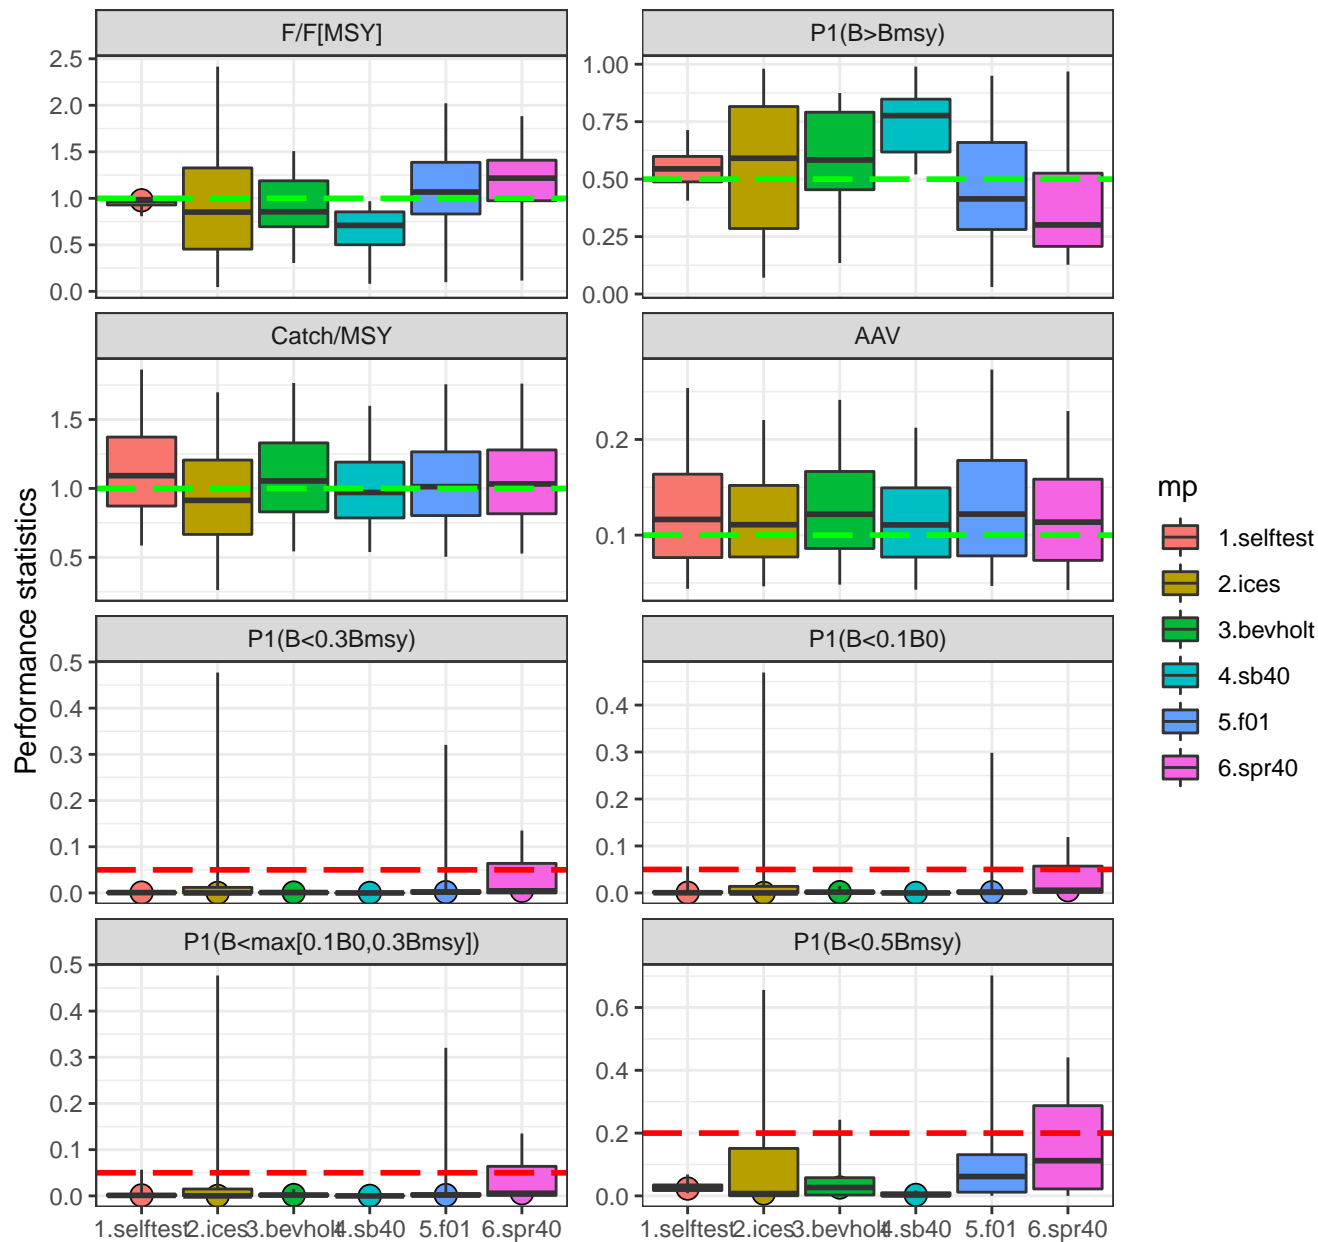 F/F[MSY]
P1(B>Bmsy)
2.5
2.0
1.5
1.0
0.5
0.0
1.00
0.75
0.50
0.25
0.00
Catch/MSY
AAV
1.5
1.0
0.5
0.2
0.1
P1(B<0.3Bmsy)
P1(B<0.1B0)
0.5
0.4
0.3
0.2
0.1
0.0
0.4
0.3
0.2
0.1
0.0
P1(B<max[0.1B0,0.3Bmsy])
P1(B<0.5Bmsy)
0.5
0.4
0.3
0.2
0.1
0.0
0.6
0.4
0.2
0.0
1.selftest 2.ices 3.bevholt 4.sb40 5.f01 6.spr40
1.selftest 2.ices 3.bevholt 4.sb40 5.f01 6.spr40
Performance statistics
mp
1.selftest
2.ices
3.bevholt
4.sb40
5.f01
6.spr40